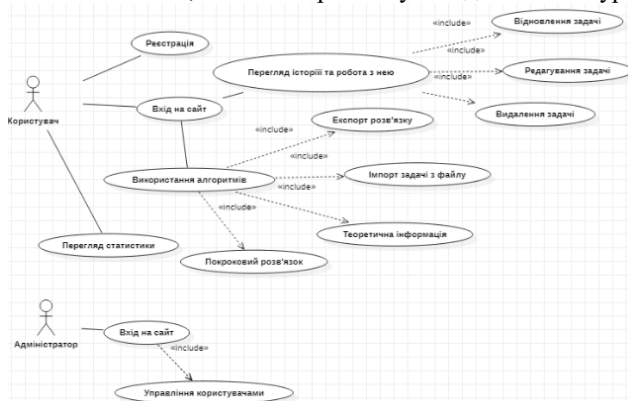 «include»
Відновлення задачі
Реєстрація
«include»
Перегляд історіїї та робота з нею
«include»
Редагування задачі
Користувач
Вхід на сайт
Видалення задачі
«include»
Експорт розв'язку
«include»
Використання алгоритмів
«include»
Імпорт задачі з файлу
«include»
Теоретична інформація
Перегляд статистики
Покроковий розв'язок
Адміністратор
Вхід на сайт
«include»
Управління користувачами